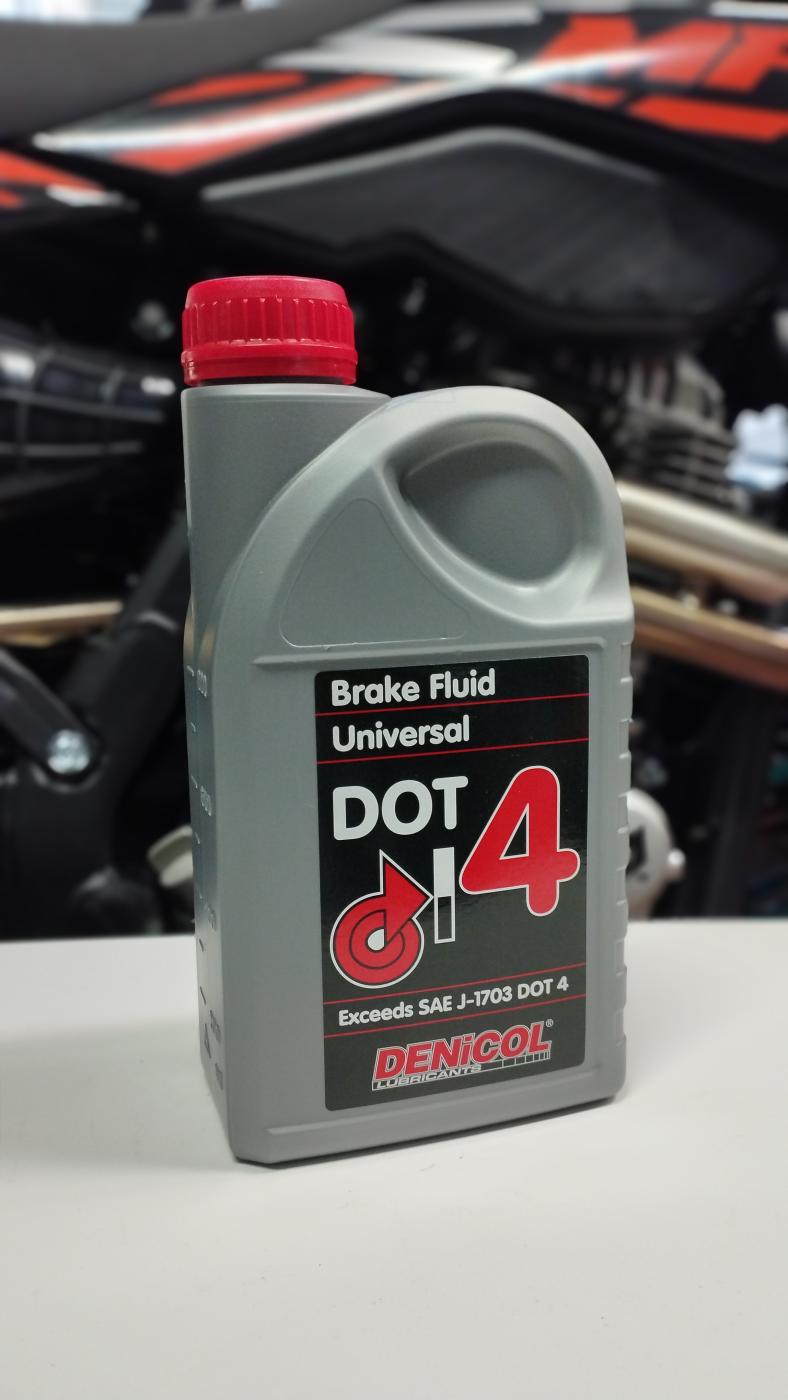 Brake Fluid
Universal
DOT 4
Exceeds SAE J-1703 DOT 4
DENiCOL®
LUBRICANTS